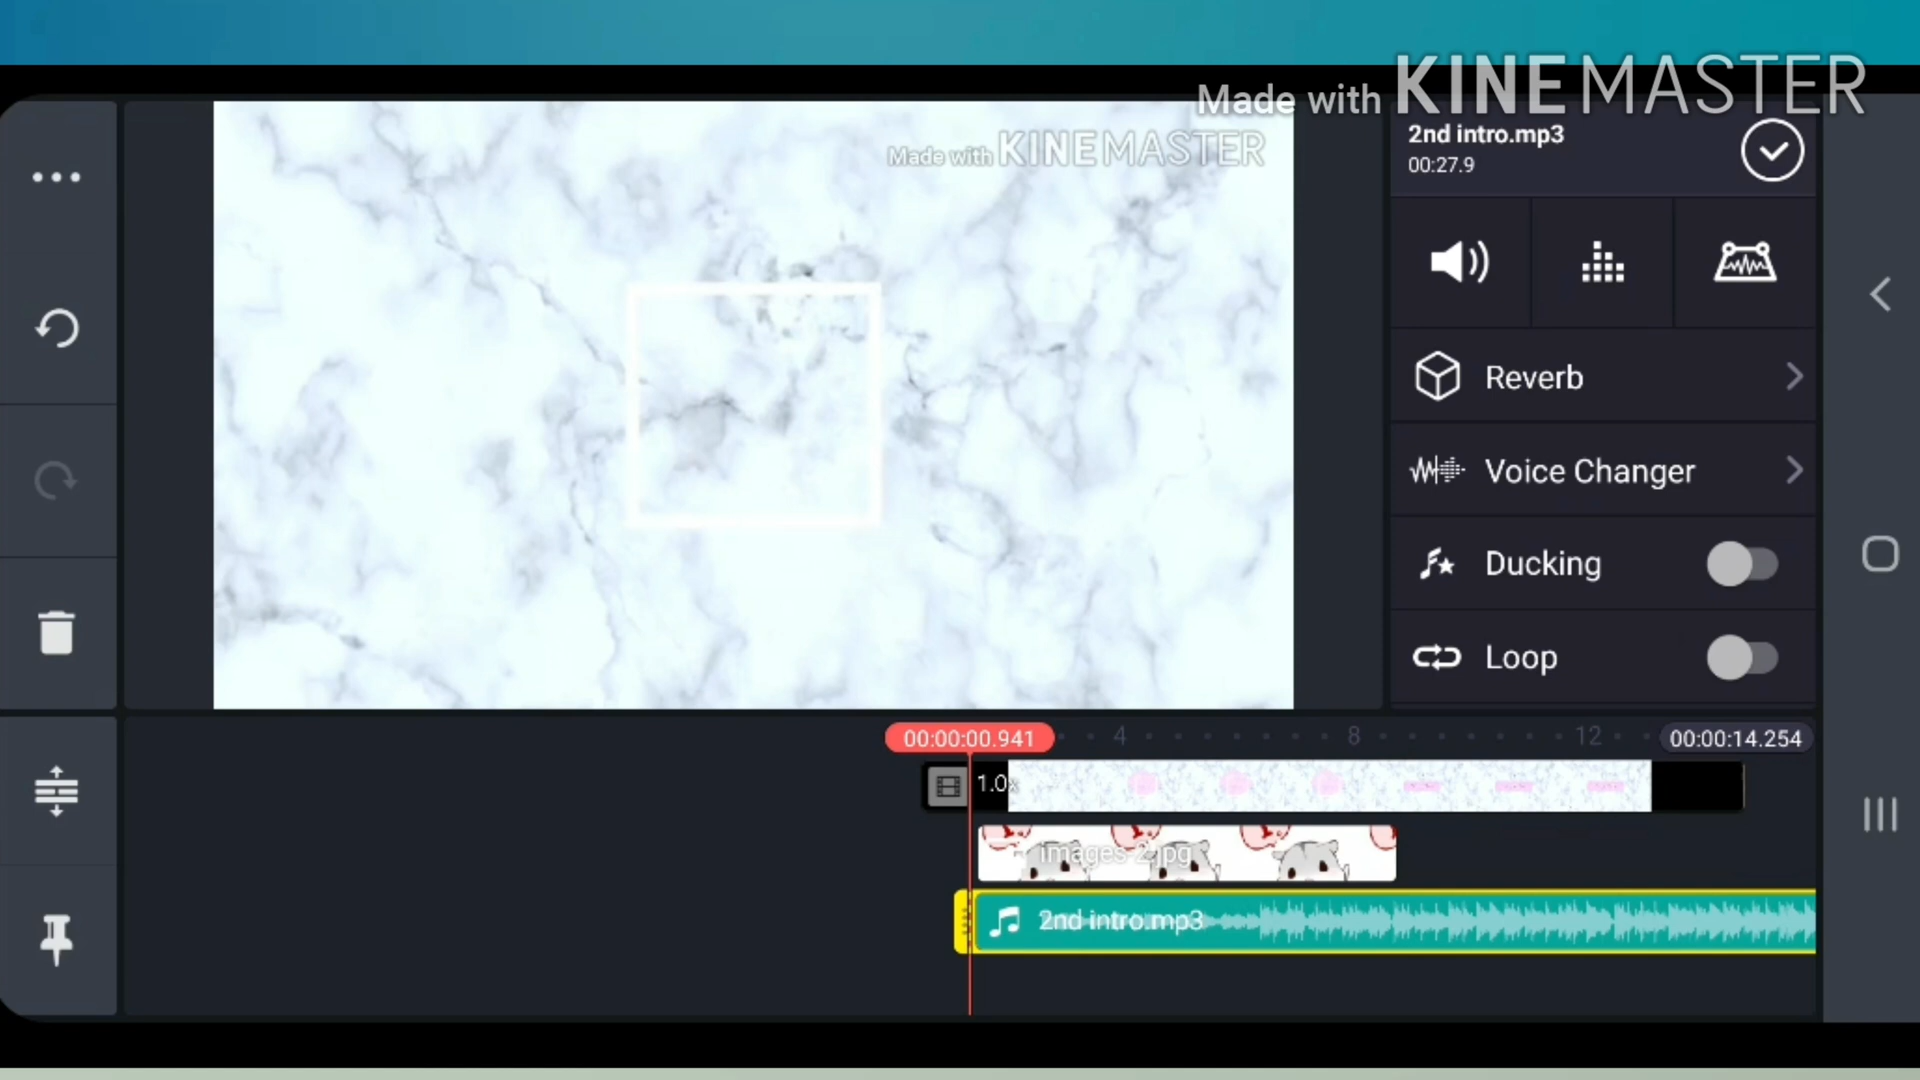 Made with KINEMASTER
Made with KINEMASTER
2nd intro.mp3
00:27.9
Reverb
Voice Changer
Ducking
Loop
00:00:00.941
4
8
12
00:00:14.254
1.0x
images 2.jpg
2nd intro.mp3